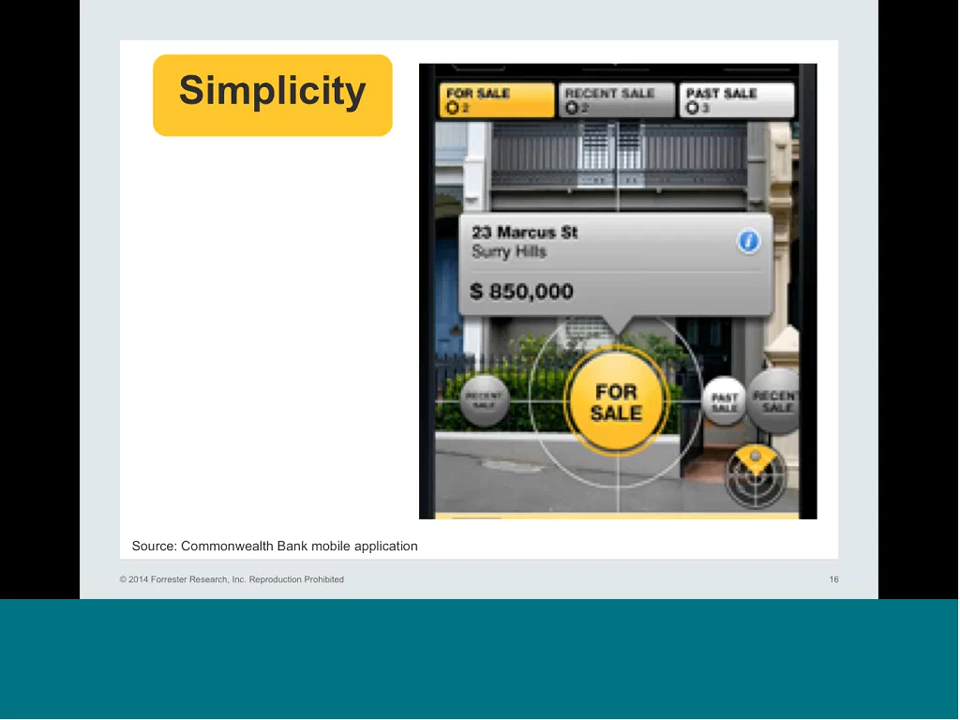 Simplicity
FOR SALE
2
RECENT SALE
2
PAST SALE
3
23 Marcus St
Surry Hills
$ 850,000
RECENT
SALE
FOR
SALE
PAST
SALE
RECENT
SALE
Source: Commonwealth Bank mobile application
© 2014 Forrester Research, Inc. Reproduction Prohibited
16